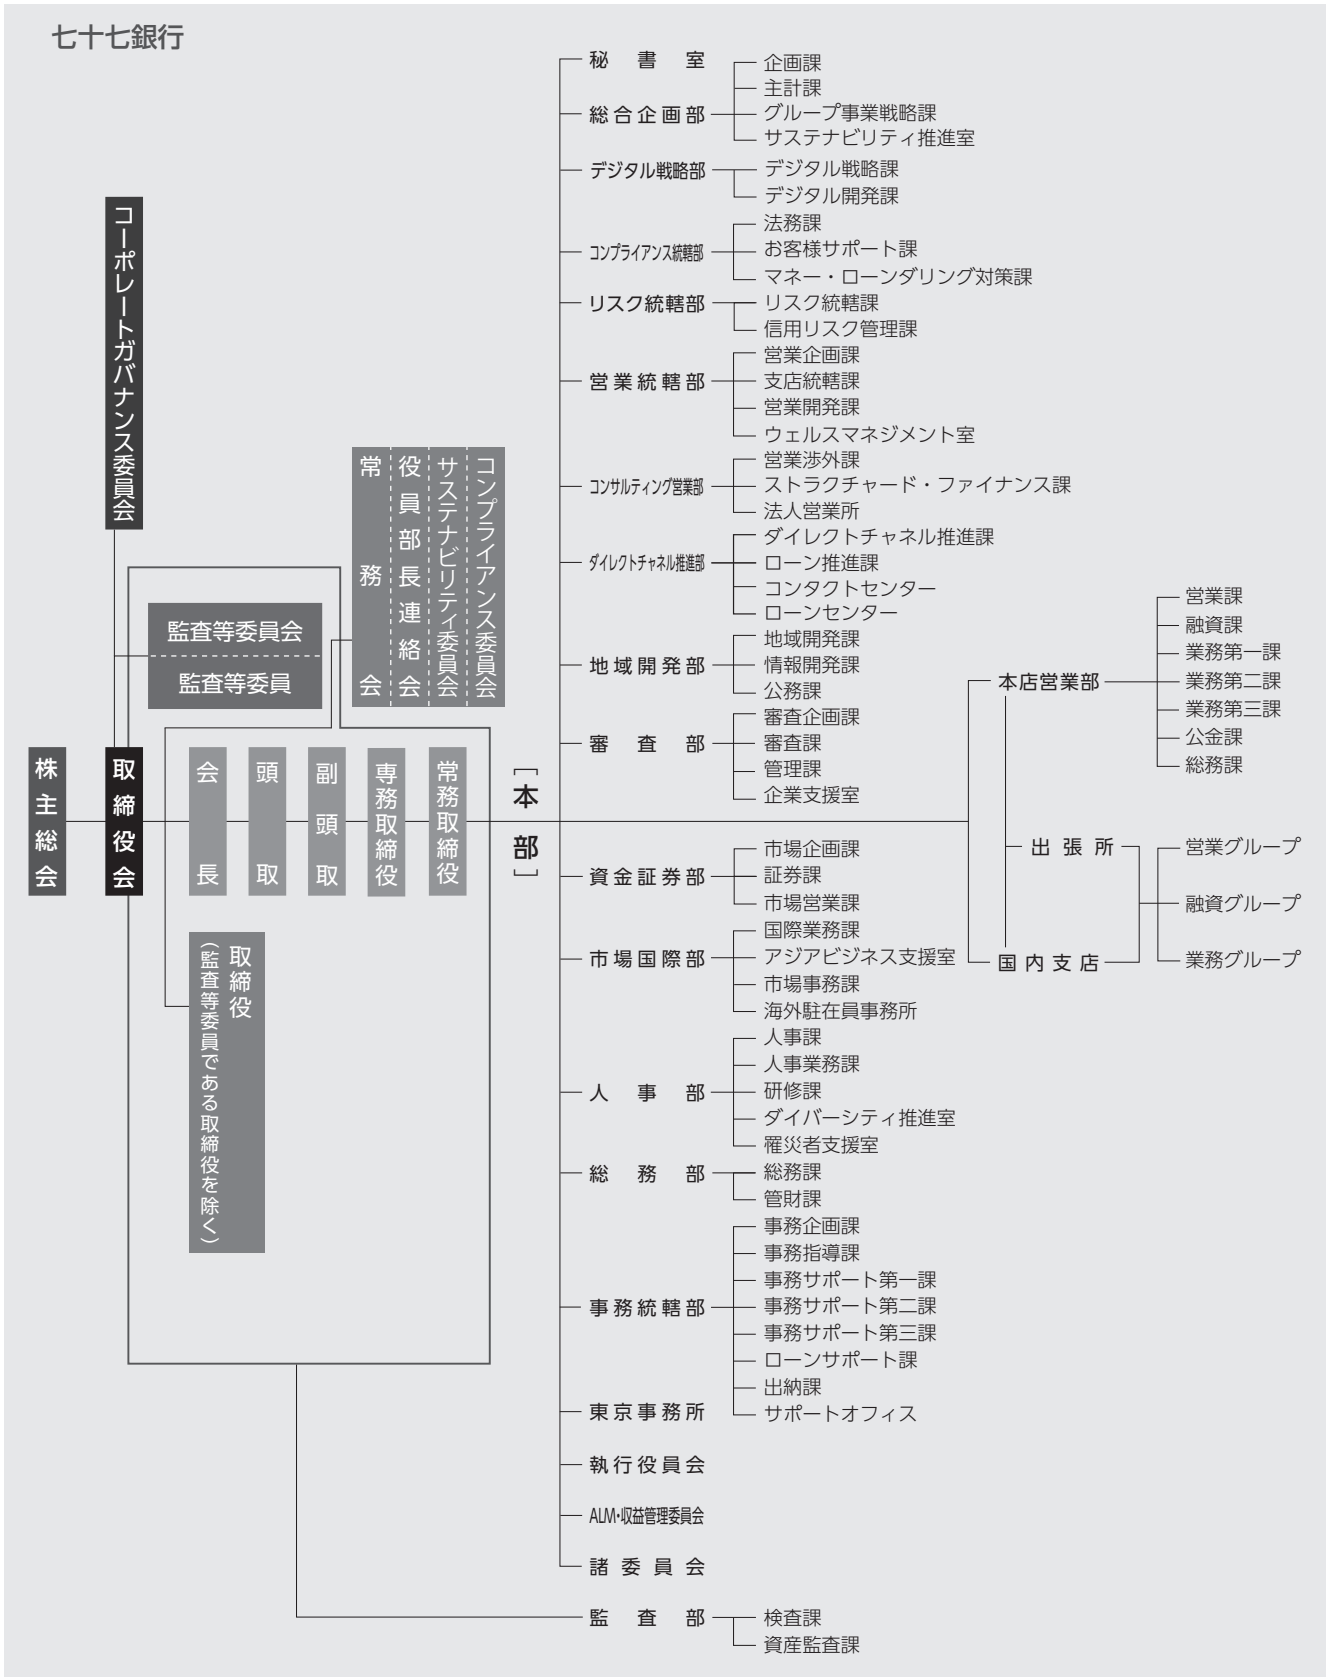 七十七銀行
コーポレートガバナンス委員会
監査等委員会
監査等委員
常務会
役員部長連絡会
サステナビリティ委員会
コンプライアンス委員会
株主総会
取締役会
会長
頭取
副頭取
専務取締役
常務取締役
取締役
（監査等委員である取締役を除く）
［本部］
秘書室
総合企画部
企画課
主計課
グループ事業戦略課
サステナビリティ推進室
デジタル戦略部
デジタル戦略課
デジタル開発課
コンプライアンス統轄部
法務課
お客様サポート課
マネー・ローンダリング対策課
リスク統轄部
リスク統轄課
信用リスク管理課
営業統轄部
営業企画課
支店統轄課
営業開発課
ウェルスマネジメント室
コンサルティング営業部
営業渉外課
ストラクチャード・ファイナンス課
法人営業所
ダイレクトチャネル推進部
ダイレクトチャネル推進課
ローン推進課
コンタクトセンター
ローンセンター
地域開発部
地域開発課
情報開発課
公務課
審査部
審査企画課
審査課
管理課
企業支援室
資金証券部
市場企画課
証券課
市場営業課
市場国際部
国際業務課
アジアビジネス支援室
市場事務課
海外駐在員事務所
人事部
人事課
人事業務課
研修課
ダイバーシティ推進室
罹災者支援室
総務部
総務課
管財課
事務統轄部
事務企画課
事務指導課
事務サポート第一課
事務サポート第二課
事務サポート第三課
ローンサポート課
出納課
サポートオフィス
東京事務所
執行役員会
ALM・収益管理委員会
諸委員会
監査部
検査課
資産監査課
本店営業部
営業課
融資課
業務第一課
業務第二課
業務第三課
公金課
総務課
出張所
国内支店
営業グループ
融資グループ
業務グループ